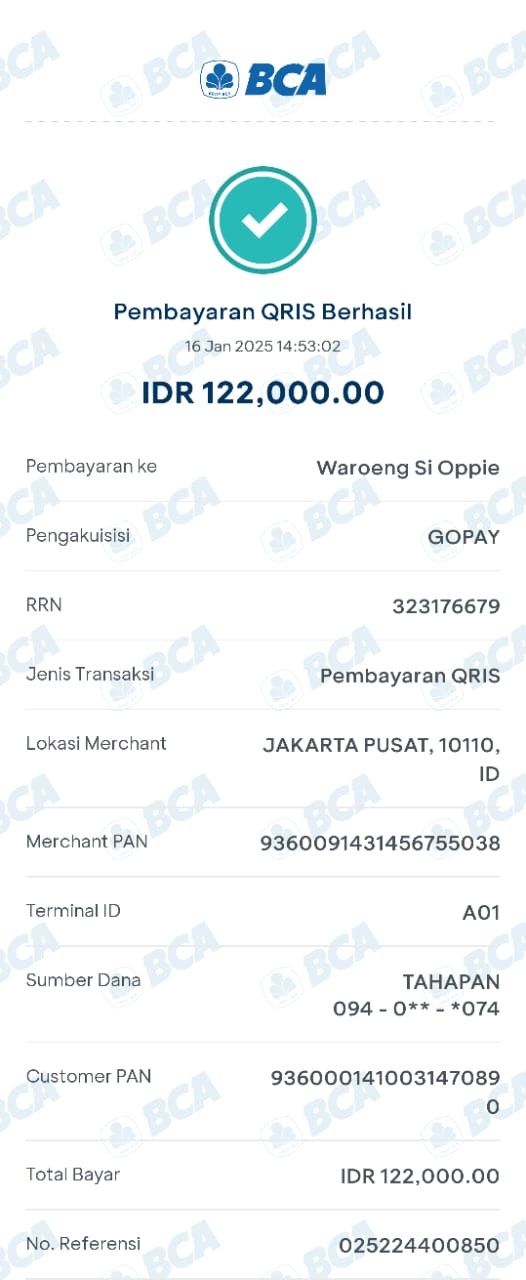 BCA
Pembayaran QRIS Berhasil
16 Jan 2025 14:53:02
IDR 122,000.00
Pembayaran ke Waroeng Si Oppie
Pengakuisisi GOPAY
RRN 323176679
Jenis Transaksi Pembayaran QRIS
Lokasi Merchant JAKARTA PUSAT, 10110,
ID
Merchant PAN 9360091431456755038
Terminal ID A01
Sumber Dana TAHAPAN
094 - 0** - *074
Customer PAN 936000141003147089
0
Total Bayar IDR 122,000.00
No. Referensi 025224400850